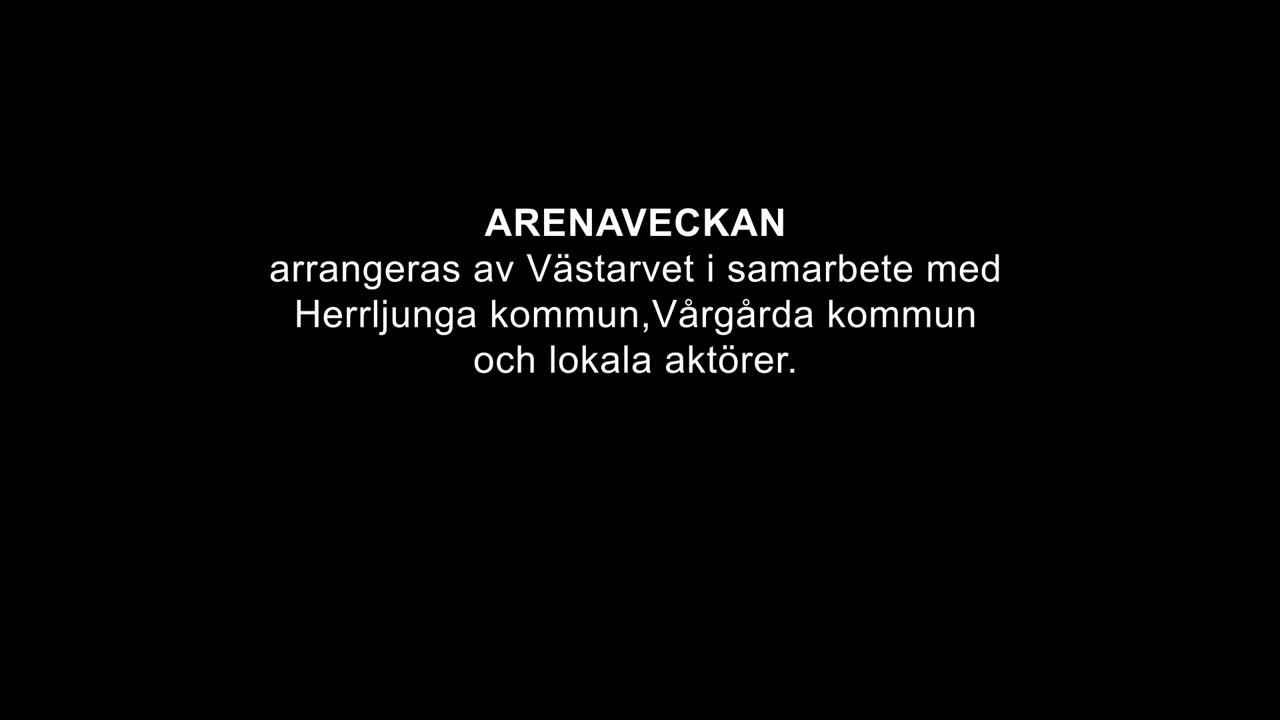 ARENAVECKAN
arrangeras av Västarvet i samarbete med
Herrljunga kommun,Vårgårda kommun
och lokala aktörer.